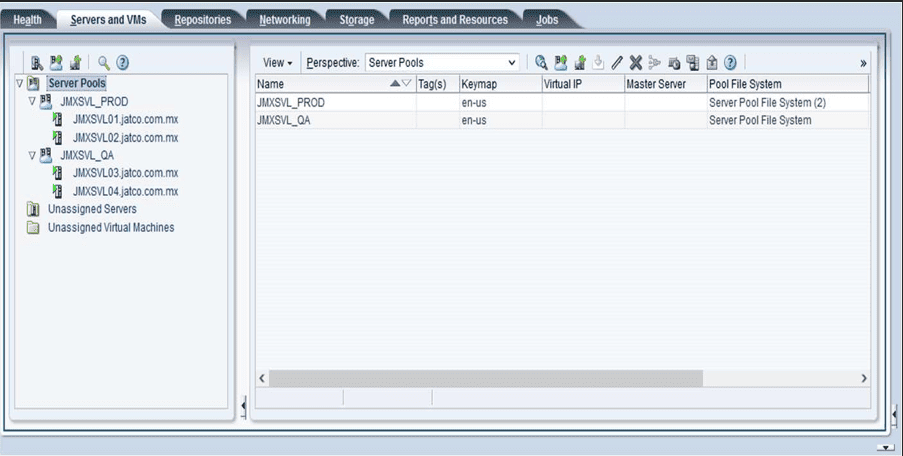 Health Servers and VMs Repositories Networking Storage Reports and Resources Jobs
Server Pools
JMXSVL_PROD
JMXSVL01.jatco.com.mx
JMXSVL02.jatco.com.mx
JMXSVL_QA
JMXSVL03.jatco.com.mx
JMXSVL04.jatco.com.mx
Unassigned Servers
Unassigned Virtual Machines
View Perspective: Server Pools »
Name Tag(s) Keymap Virtual IP Master Server Pool File System
JMXSVL_PROD en-us Server Pool File System (2)
JMXSVL_QA en-us Server Pool File System